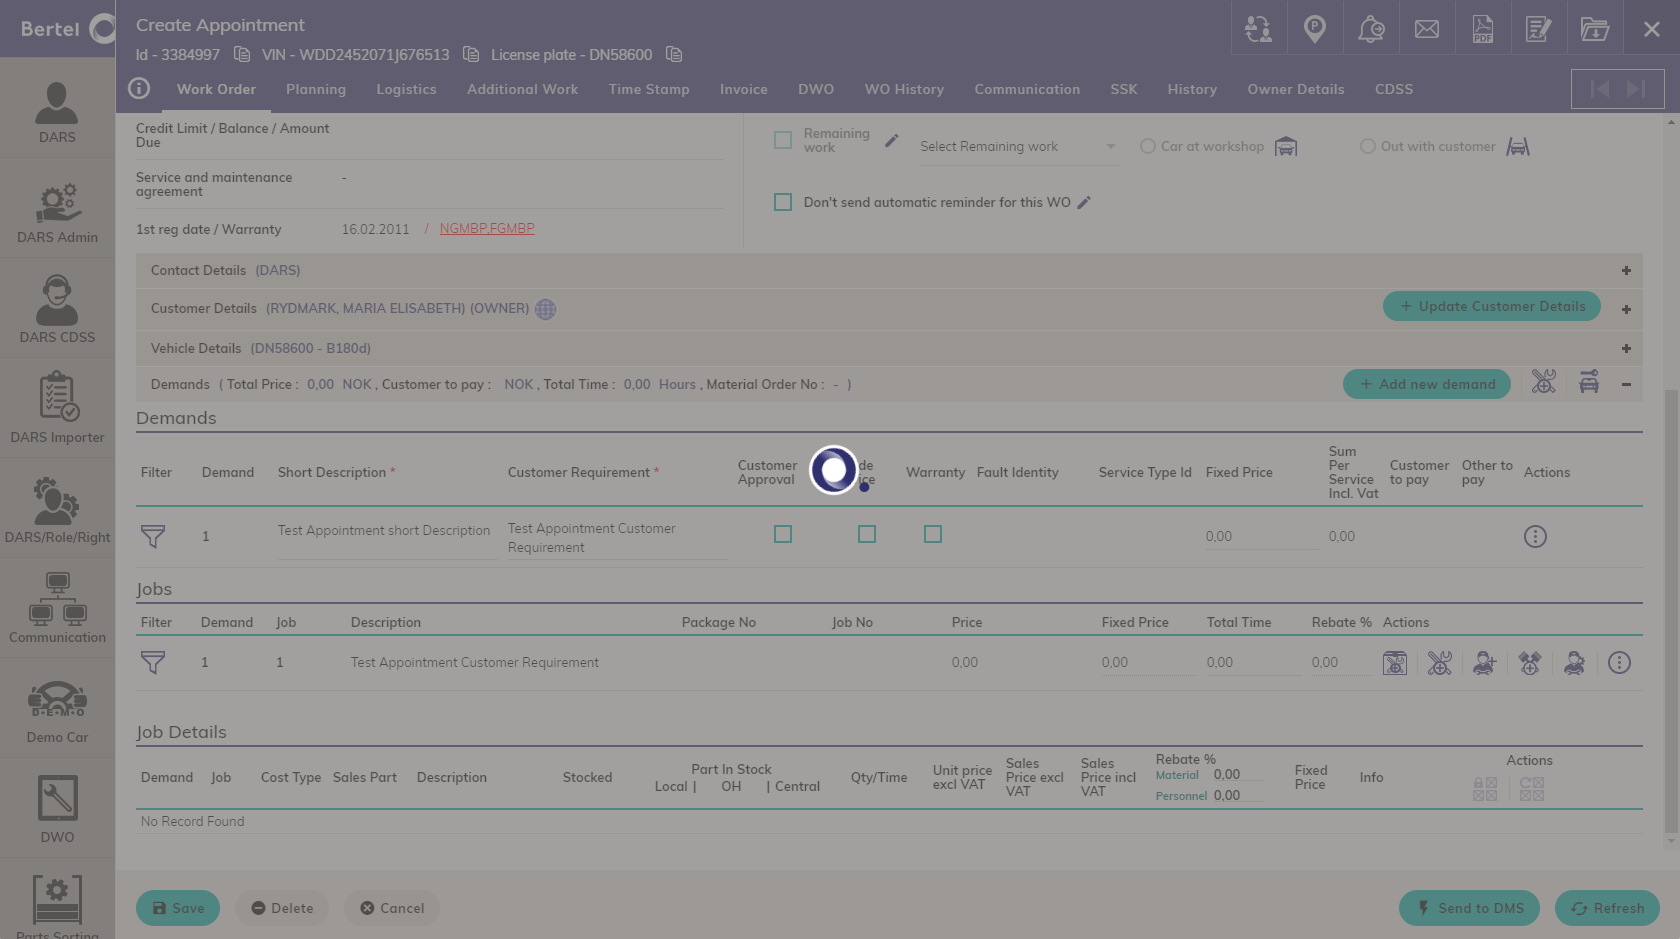 Bertel
Create Appointment
Id - 3384997 VIN - WDD2452071J676513 License plate - DN58600
PDF
Work Order Planning Logistics Additional Work Time Stamp Invoice DWO WO History Communication SSK History Owner Details CDSS
DARS
DARS Admin
DARS CDSS
DARS Importer
DARS/Role/Right
Communication
D-E-M-O
Demo Car
DWO
Parts Sorting
Credit Limit / Balance / Amount
Due
Service and maintenance
agreement
-
1st reg date / Warranty 16.02.2011 / NGMBP,FGMBP
Remaining
work
Select Remaining work
Car at workshop
Out with customer
Don't send automatic reminder for this WO
Contact Details (DARS)
Customer Details (RYDMARK, MARIA ELISABETH) (OWNER)
+ Update Customer Details
Vehicle Details (DN58600 - B180d)
Demands ( Total Price : 0,00 NOK , Customer to pay : NOK , Total Time : 0,00 Hours , Material Order No : - )
+ Add new demand
Demands
Filter Demand Short Description * Customer Requirement *
Customer
Approval
Warranty Fault Identity Service Type Id Fixed Price
Sum
Per
Service
Incl. Vat
Customer
to pay
Other to
pay
Actions
1 Test Appointment short Description
Test Appointment Customer
Requirement
0,00 0,00
Jobs
Filter Demand Job Description Package No Job No Price Fixed Price Total Time Rebate % Actions
1 1 Test Appointment Customer Requirement 0,00 0,00 0,00 0,00
Job Details
Demand Job Cost Type Sales Part Description Stocked
Part In Stock
Local | OH | Central
Qty/Time
Unit price
excl VAT
Sales
Price excl
VAT
Sales
Price incl
VAT
Rebate %
Material 0,00
Personnel 0,00
Fixed
Price
Info
Actions
No Record Found
Save Delete Cancel Send to DMS Refresh